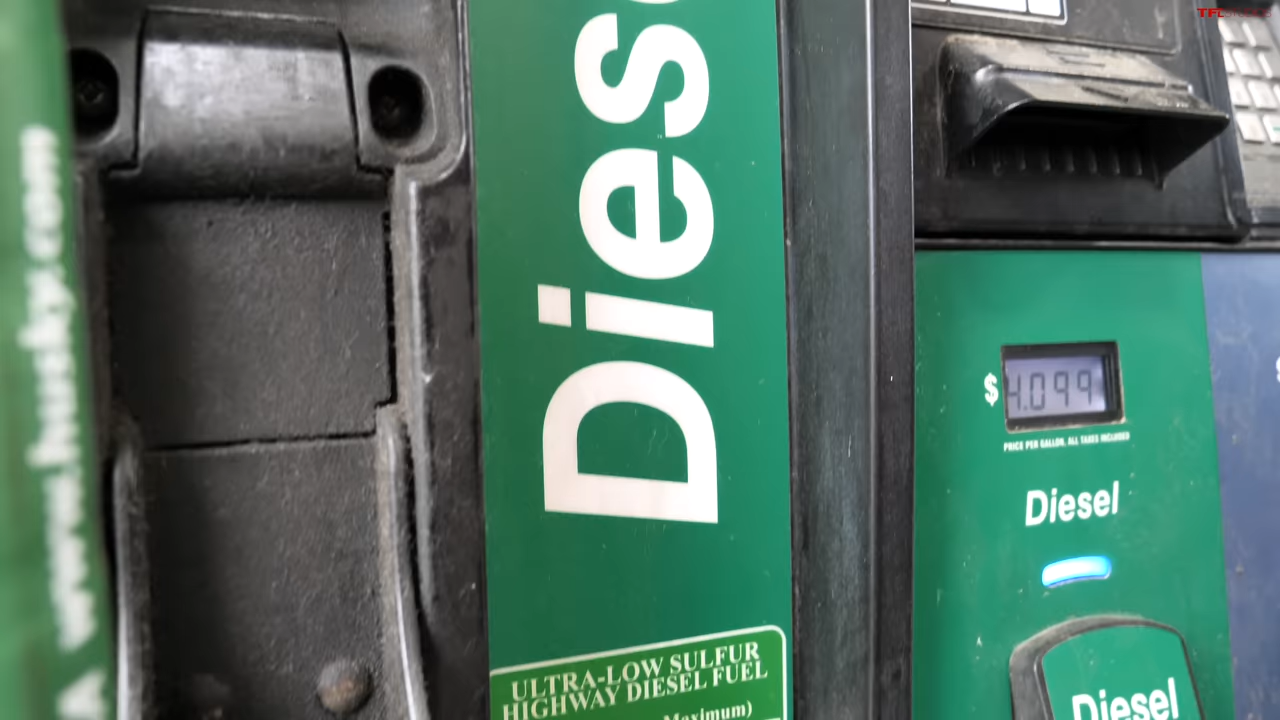 www.husky.com
Diese
ULTRA-LOW SULFUR
HIGHWAY DIESEL FUEL
Maximum)
$4.099
PRICE PER GALLON, ALL TAXES INCLUDED
Diesel
Diesel